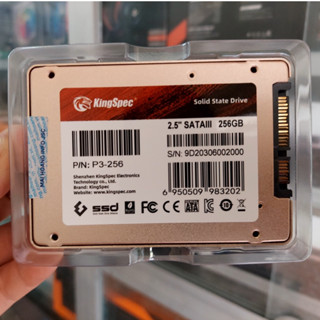 KingSpec
Solid State Drive
2.5" SATAIII 256GB
P/N: P3-256
S/N: 9D20306002000
Shenzhen KingSpec Electronics
Technology co., Ltd.
Brand: KingSpec
Website: www.kingspec.com
6 950509 983202 >
ssd
SATA